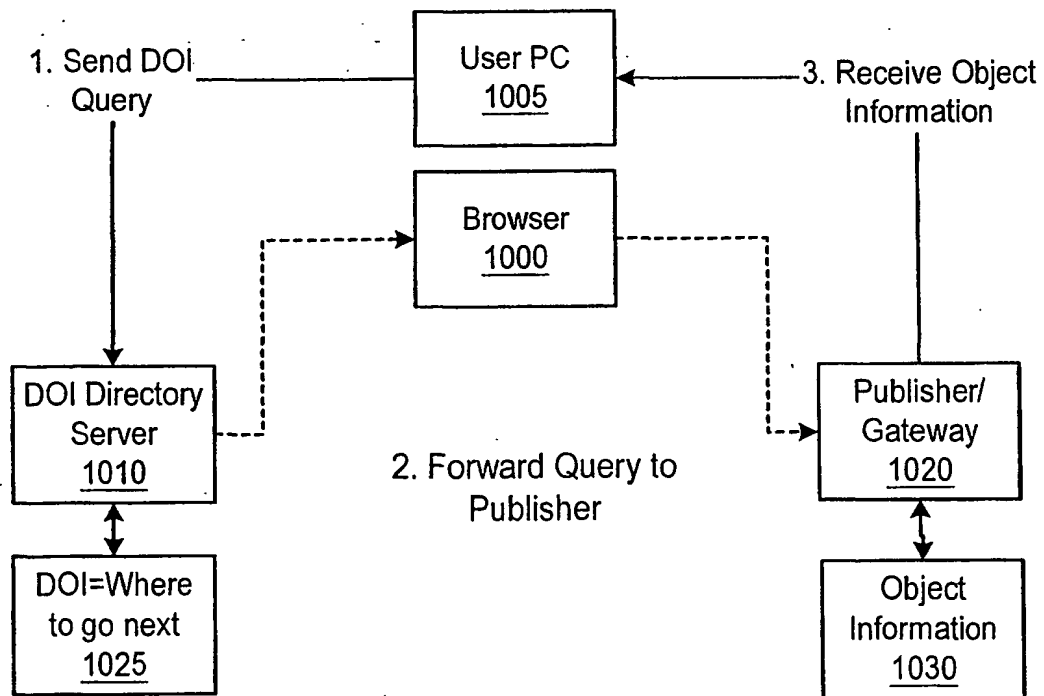 1. Send DOI
Query
User PC
1005
3. Receive Object
Information
Browser
1000
DOI Directory
Server
1010
2. Forward Query to
Publisher
Publisher/
Gateway
1020
DOI=Where
to go next
1025
Object
Information
1030